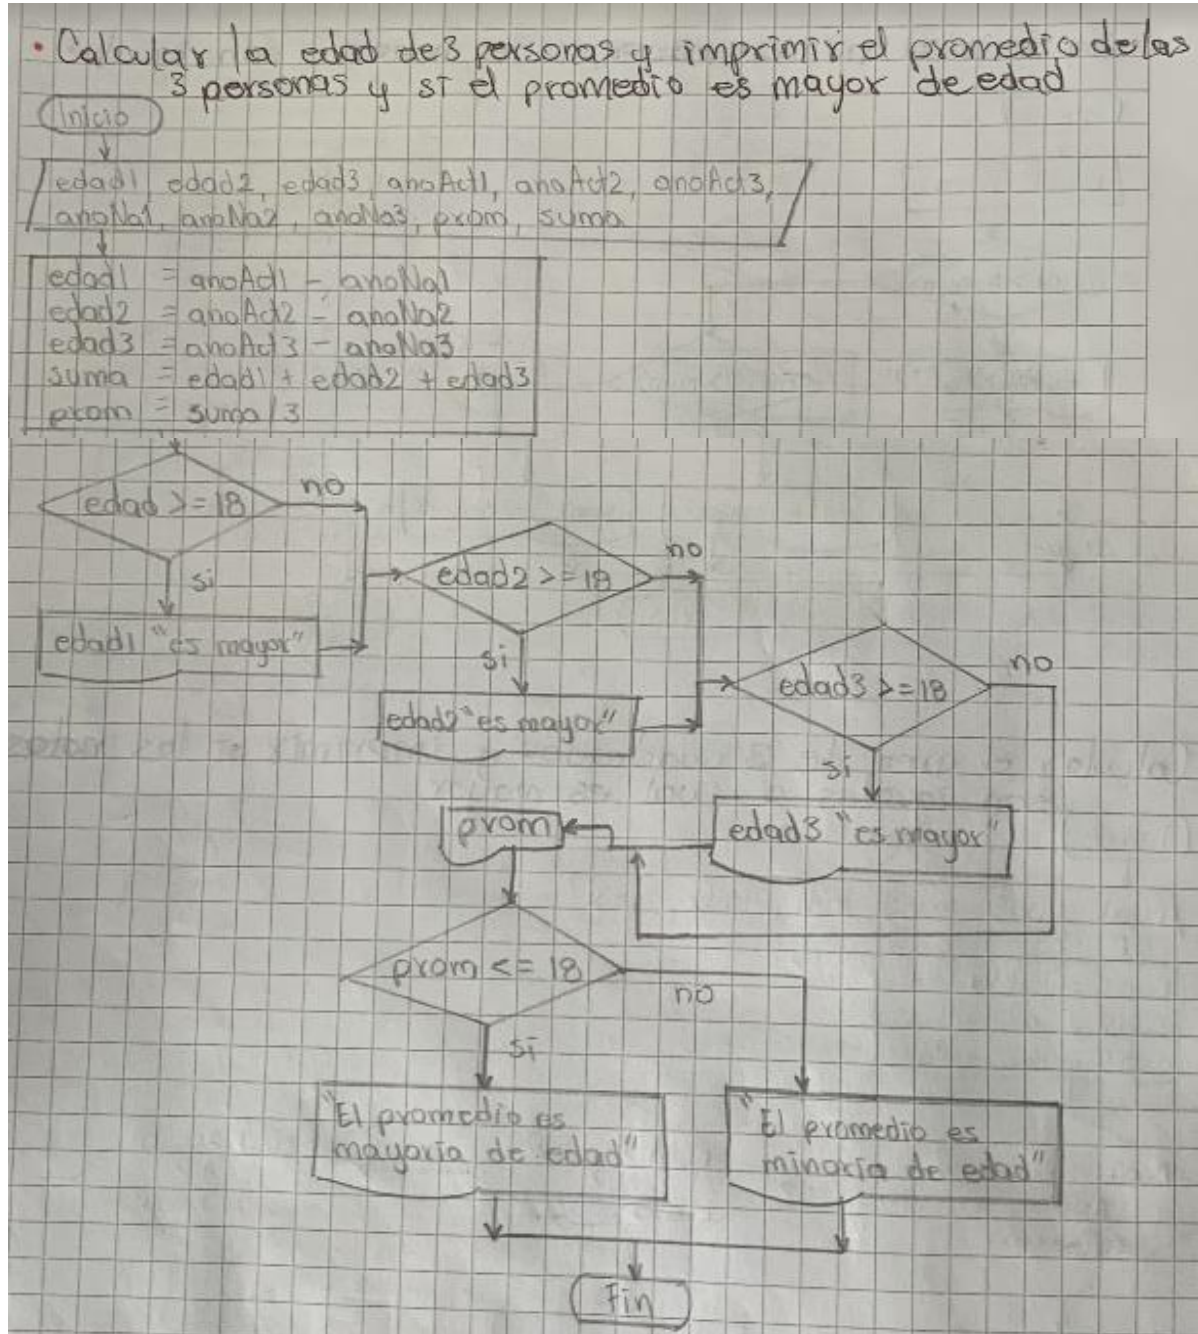 • Calcular la edad de 3 personas y imprimir el promedio de las
3 personas y si el promedio es mayor de edad
Inicio
edad1, edad2, edad3, anoAct1, anoAct2, anoAct3,
anoNa1, anoNa2, anoNa3, prom, suma
edad1 = anoAct1 - anoNa1
edad2 = anoAct2 - anoNa2
edad3 = anoAct3 - anoNa3
suma = edad1 + edad2 + edad3
prom = suma/3
edad >= 18
no
si
edad1 "es mayor"
edad2 >= 18
no
si
edad2 "es mayor"
edad3 >= 18
no
si
edad3 "es mayor"
prom
prom <= 18
no
si
"El promedio es
mayoria de edad"
"El promedio es
minoria de edad"
Fin